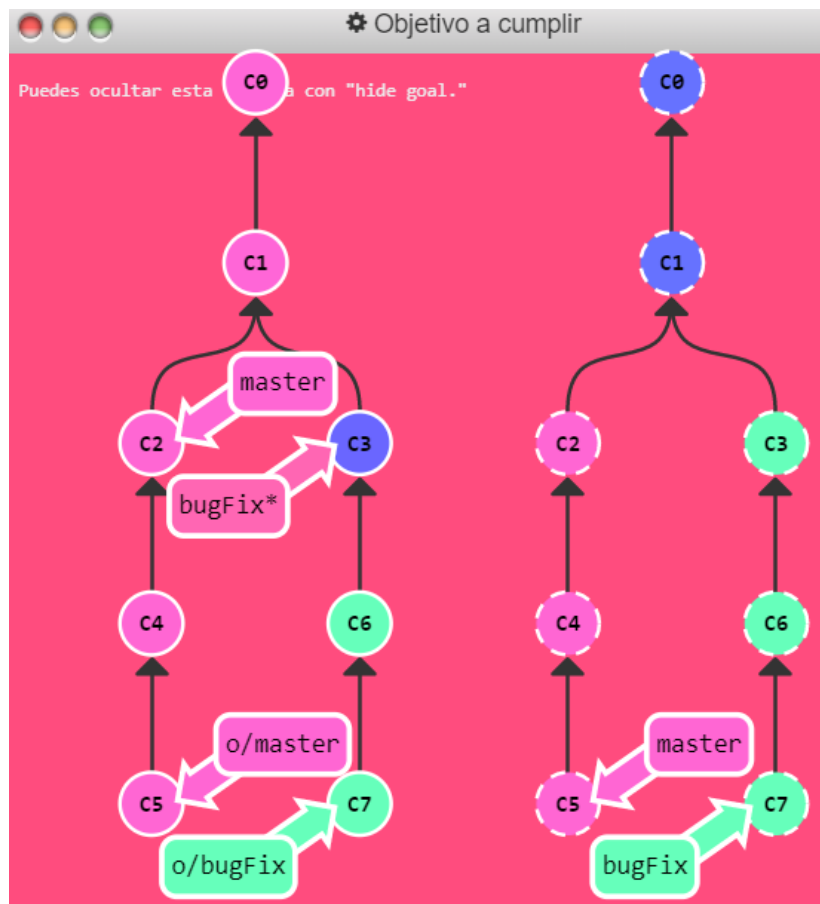 Objetivo a cumplir
Puedes ocultar esta a con "hide goal."
C0
C0
C1
C1
master
C2
C3
C2
C3
bugFix*
C4
C6
C4
C6
o/master
master
C5
C7
C5
C7
o/bugFix
bugFix